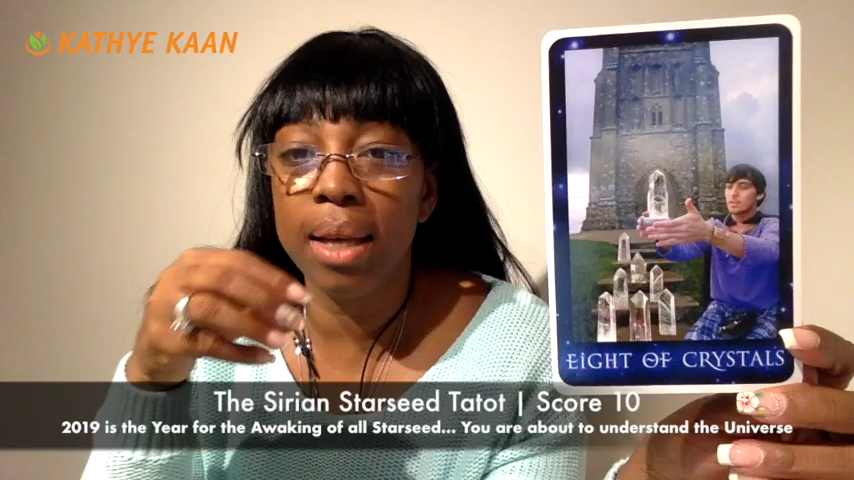 KATHYE KAAN
EIGHT OF CRYSTALS
The Sirian Starseed Tatot | Score 10
2019 is the Year for the Awaking of all Starseed... You are about to understand the Universe